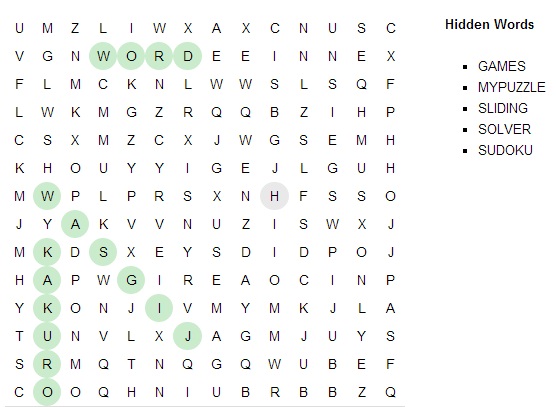 U M Z L I W X A X C N U S C
V G N W O R D E E I N N E X
F L M C K N L W W S L S Q F
L W K M G Z R Q Q B Z I H P
C S X M Z C X J W G S E M H
K H O U Y Y I G E J L G U H
M W P L P R S X N H F S S O
J Y A K V V N U Z I S W X J
M K D S X E Y S D I D P O J
H A P W G I R E A O C I N P
Y K O N J I V M Y M K J L A
T U N V L X J A G M J U Y S
S R M Q T N Q G Q W U B E F
C O O Q H N I U B R B B Z Q
Hidden Words
GAMES
MYPUZZLE
SLIDING
SOLVER
SUDOKU